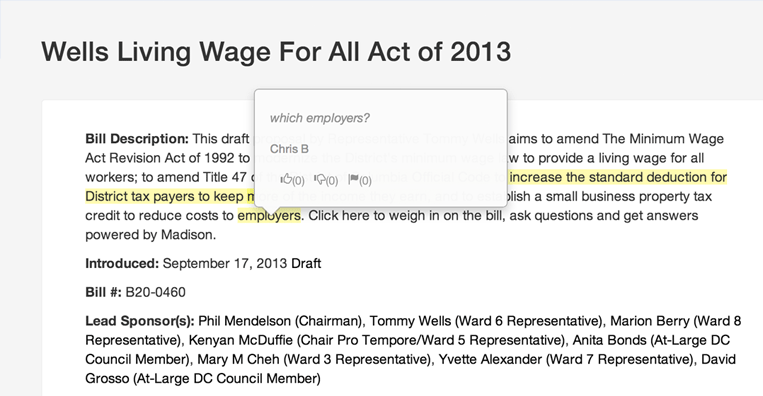 Wells Living Wage For All Act of 2013
which employers?
Chris B
(0) (0) (0)
Bill Description: This draft aims to amend The Minimum Wage
Act Revision Act of 1992 to to provide a living wage for all
workers; to amend Title 47 increase the standard deduction for
District tax payers to keep a small business property tax
credit to reduce costs to employers. Click here to weigh in on the bill, ask questions and get answers
powered by Madison.
Introduced: September 17, 2013 Draft
Bill #: B20-0460
Lead Sponsor(s): Phil Mendelson (Chairman), Tommy Wells (Ward 6 Representative), Marion Berry (Ward 8
Representative), Kenyan McDuffie (Chair Pro Tempore/Ward 5 Representative), Anita Bonds (At-Large DC
Council Member), Mary M Cheh (Ward 3 Representative), Yvette Alexander (Ward 7 Representative), David
Grosso (At-Large DC Council Member)